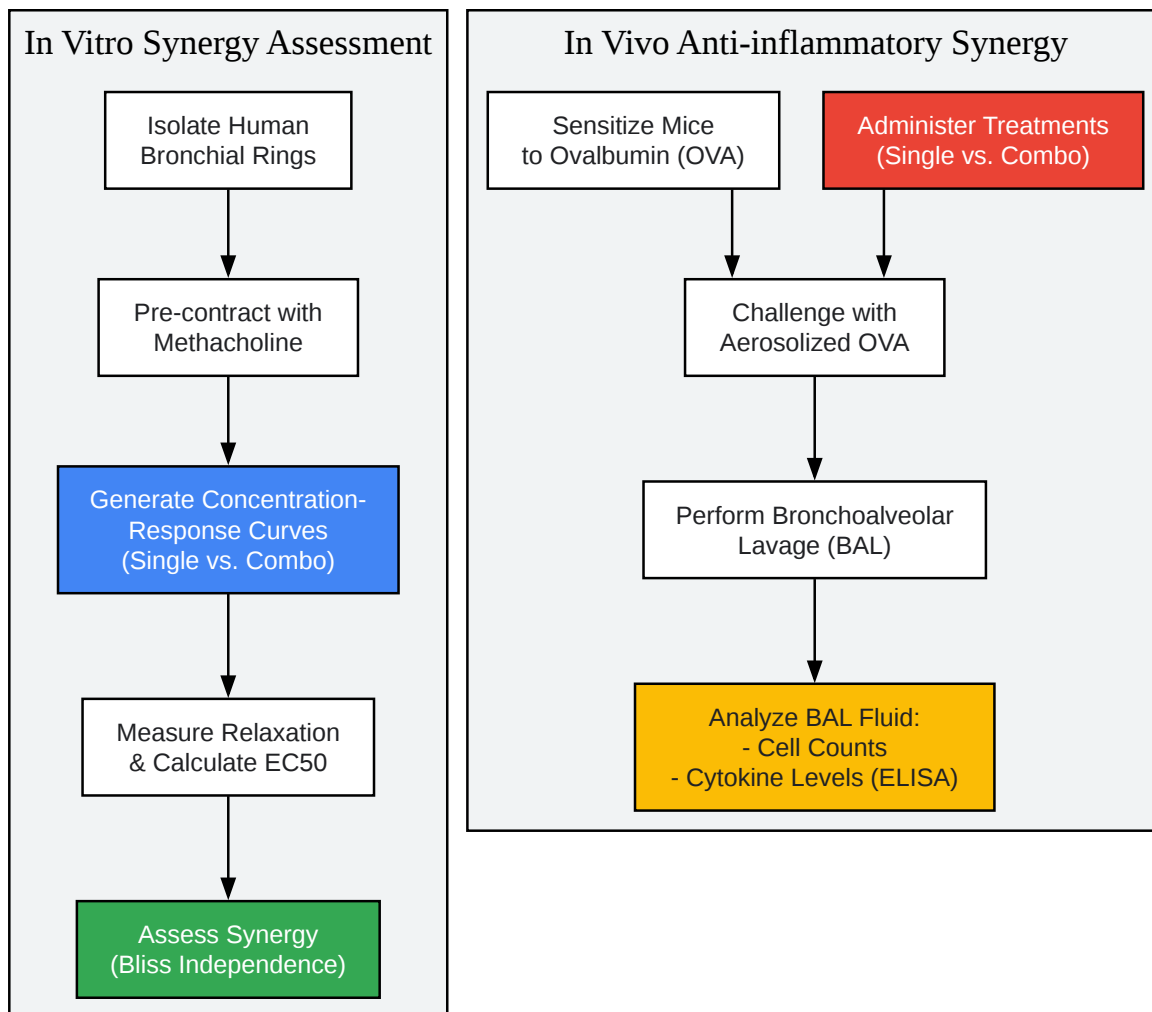 In Vitro Synergy Assessment
Isolate Human
Bronchial Rings
Pre-contract with
Methacholine
Generate Concentration-
Response Curves
(Single vs. Combo)
Measure Relaxation
& Calculate EC50
Assess Synergy
(Bliss Independence)
In Vivo Anti-inflammatory Synergy
Sensitize Mice
to Ovalbumin (OVA)
Administer Treatments
(Single vs. Combo)
Challenge with
Aerosolized OVA
Perform Bronchoalveolar
Lavage (BAL)
Analyze BAL Fluid:
- Cell Counts
- Cytokine Levels (ELISA)